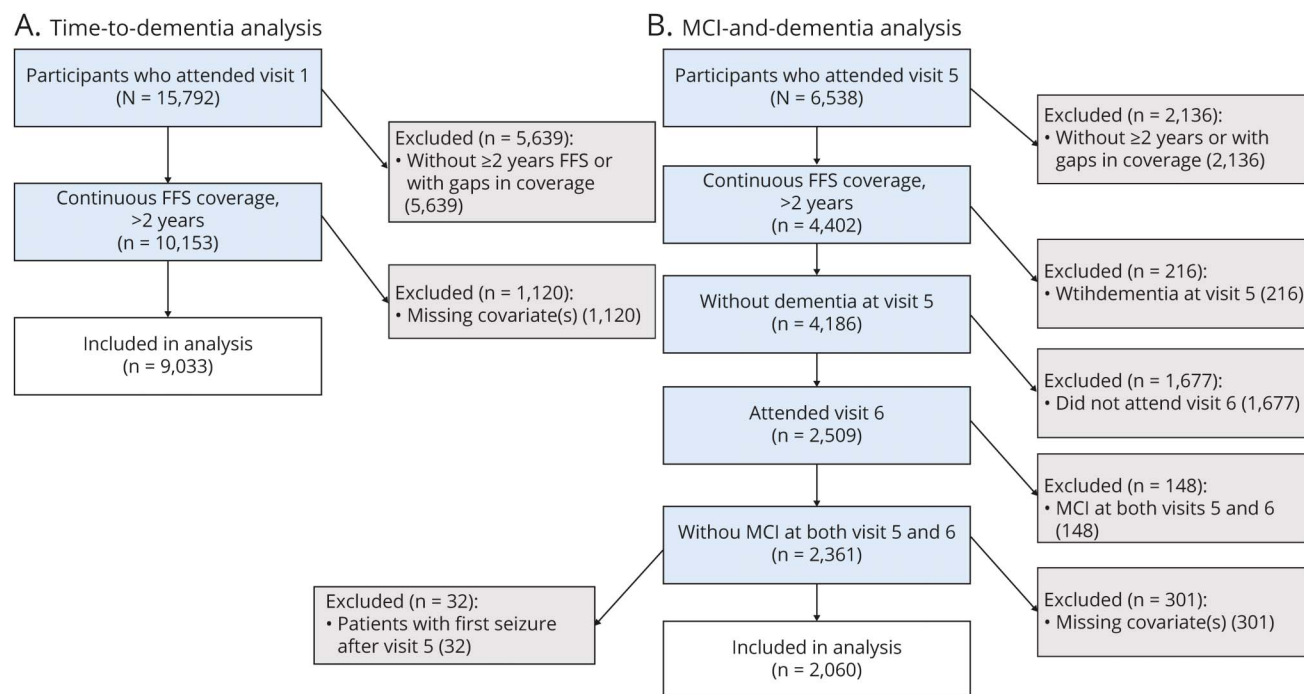 A. Time-to-dementia analysis
Participants who attended visit 1
(N = 15,792)
Excluded (n = 5,639):
• Without ≥2 years FFS or
with gaps in coverage
(5,639)
Continuous FFS coverage,
>2 years
(n = 10,153)
Excluded (n = 1,120):
• Missing covariate(s) (1,120)
Included in analysis
(n = 9,033)
B. MCI-and-dementia analysis
Participants who attended visit 5
(N = 6,538)
Excluded (n = 2,136):
• Without ≥2 years or with
gaps in coverage (2,136)
Continuous FFS coverage,
>2 years
(n = 4,402)
Excluded (n = 216):
• Wtihdementia at visit 5 (216)
Without dementia at visit 5
(n = 4,186)
Excluded (n = 1,677):
• Did not attend visit 6 (1,677)
Attended visit 6
(n = 2,509)
Excluded (n = 148):
• MCI at both visits 5 and 6
(148)
Withou MCI at both visit 5 and 6
(n = 2,361)
Excluded (n = 32):
• Patients with first seizure
after visit 5 (32)
Excluded (n = 301):
• Missing covariate(s) (301)
Included in analysis
(n = 2,060)